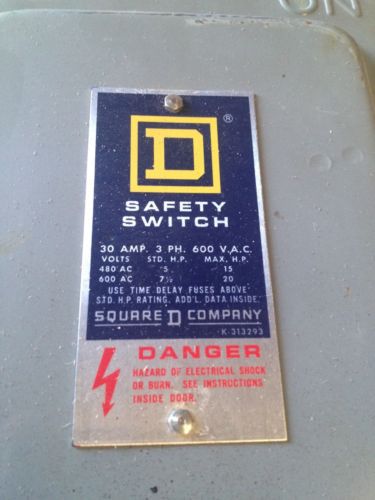 ON
D
®
SAFETY
SWITCH
30 AMP. 3 PH. 600 V.A.C.
VOLTS STD. H.P. MAX. H.P.
480 AC 5 15
600 AC 7½ 20
USE TIME DELAY FUSES ABOVE
STD. H.P. RATING. ADD'L. DATA INSIDE.
SQUARE D COMPANY
K-313293
DANGER
HAZARD OF ELECTRICAL SHOCK
OR BURN. SEE INSTRUCTIONS
INSIDE DOOR.